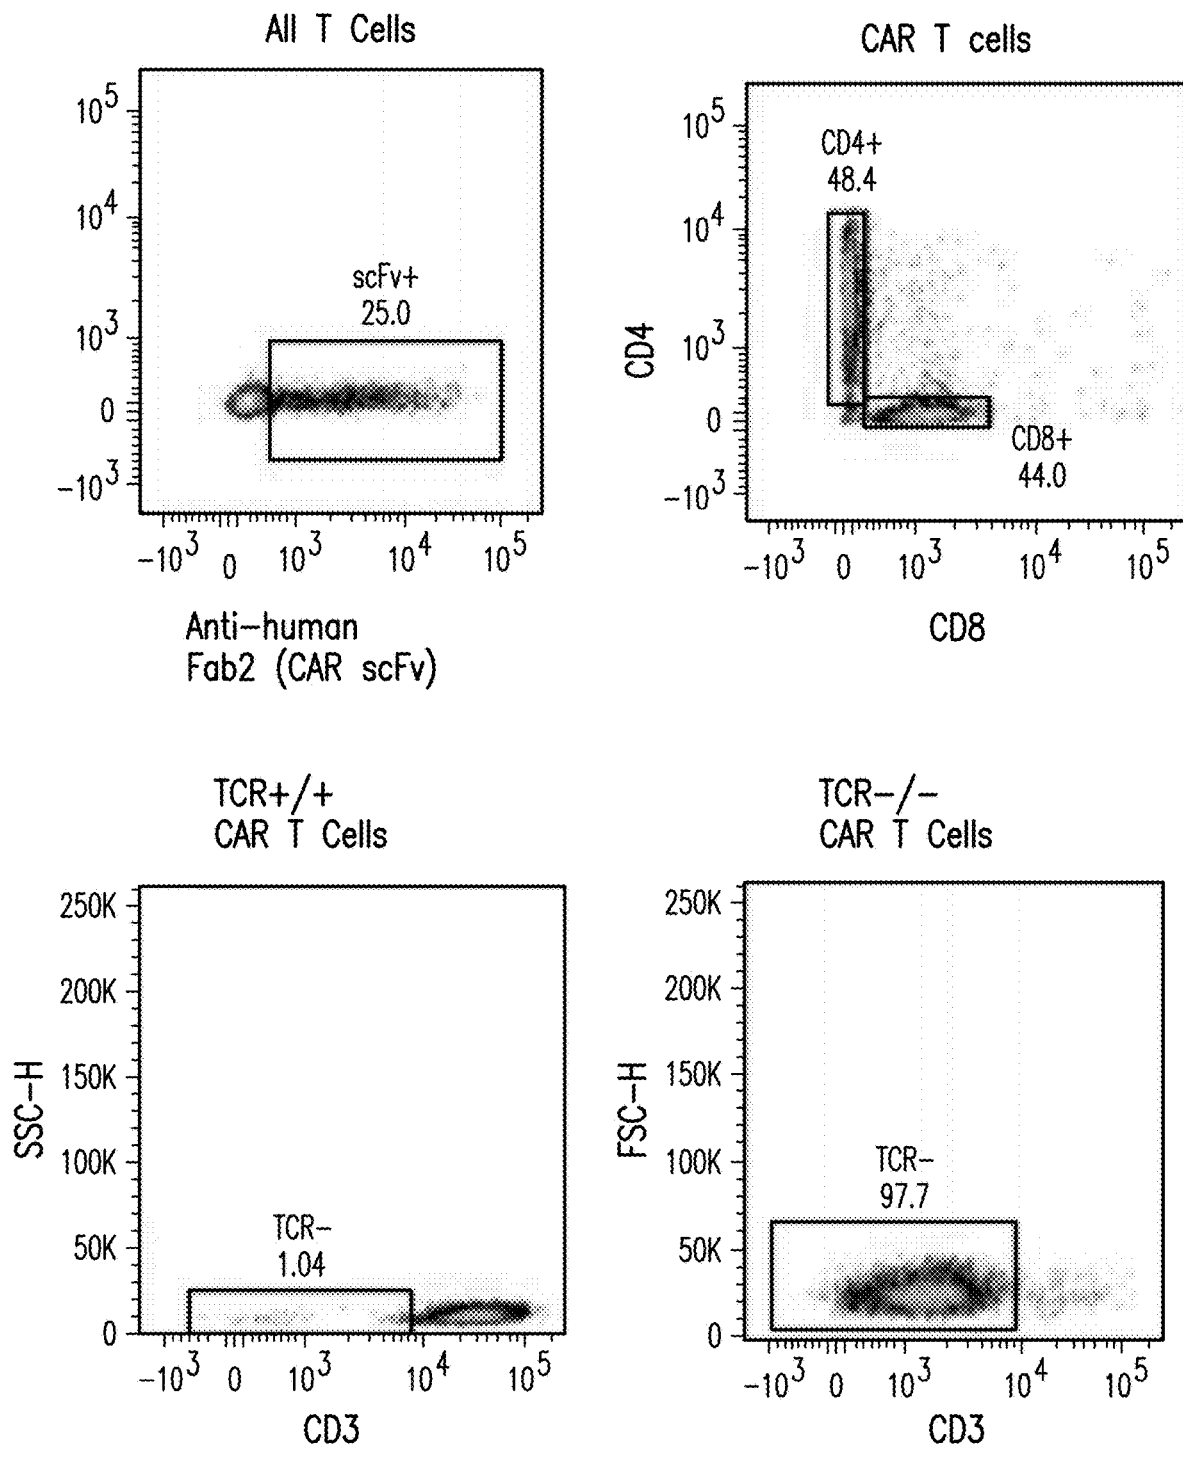 All T Cells
10^5
10^4
10^3
0
-10^3
scFv+
25.0
-10^3 0 10^3 10^4 10^5
Anti-human
Fab2 (CAR scFv)
CAR T cells
CD4
10^5
10^4
10^3
0
-10^3
CD4+
48.4
CD8+
44.0
-10^3 0 10^3 10^4 10^5
CD8
TCR+/+
CAR T Cells
SSC-H
250K
200K
150K
100K
50K
0
TCR-
1.04
-10^3 0 10^3 10^4 10^5
CD3
TCR-/-
CAR T Cells
FSC-H
250K
200K
150K
100K
50K
0
TCR-
97.7
-10^3 0 10^3 10^4 10^5
CD3